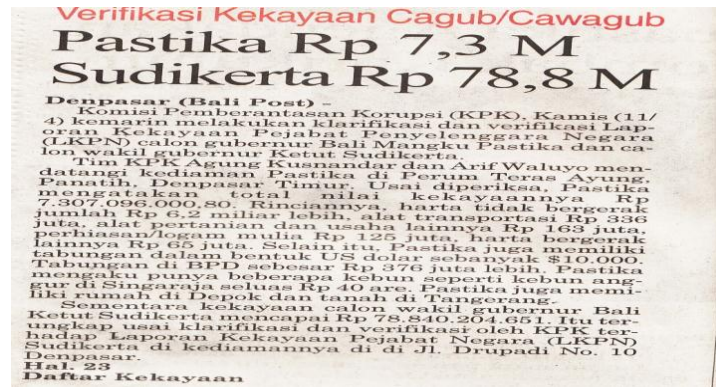 Verifikasi Kekayaan Cagub/Cawagub
Pastika Rp 7,3 M
Sudikerta Rp 78,8 M
Denpasar (Bali Post) -
Komisi Pemberantasan Korupsi (KPK), Kamis (11/
4) kemarin melakukan klarifikasi dan verifikasi Lap-
oran Kekayaan Pejabat Penyelenggara Negara
(LKPN) calon gubernur Bali Mangku Pastika dan ca-
lon wakil gubernur Ketut Sudikerta.
Tim KPK Agung Kusnandar dan Arif Waluyo men-
datangi kediaman Pastika di Perum Teras Ayung,
Panatih, Denpasar Timur. Usai diperiksa, Pastika
mengatakan total nilai kekayaannya Rp
7.307.096.000,80. Rinciannya, harta tidak bergerak
jumlah Rp 6,2 miliar lebih, alat transportasi Rp 336
juta, alat pertanian dan usaha lainnya Rp 163 juta,
perhiasan/logam mulia Rp 125 juta, harta bergerak
lainnya Rp 65 juta. Selain itu, Pastika juga memiliki
tabungan dalam bentuk US dolar sebanyak $10.000.
Tabungan di BPD sebesar Rp 376 juta lebih. Pastika
mengaku punya beberapa kebun seperti kebun ang-
gur di Singaraja seluas Rp 40 are. Pastika juga memi-
liki rumah di Depok dan tanah di Tangerang.
Sementara kekayaan calon wakil gubernur Bali
Ketut Sudikerta mencapai Rp 78.840.204.651. Itu ter-
ungkap usai klarifikasi dan verifikasi oleh KPK ter-
hadap Laporan Kekayaan Pejabat Negara (LKPN)
Sudikerta di kediamannya di di Jl. Drupadi No. 10
Denpasar.
Hal. 23
Daftar Kekayaan